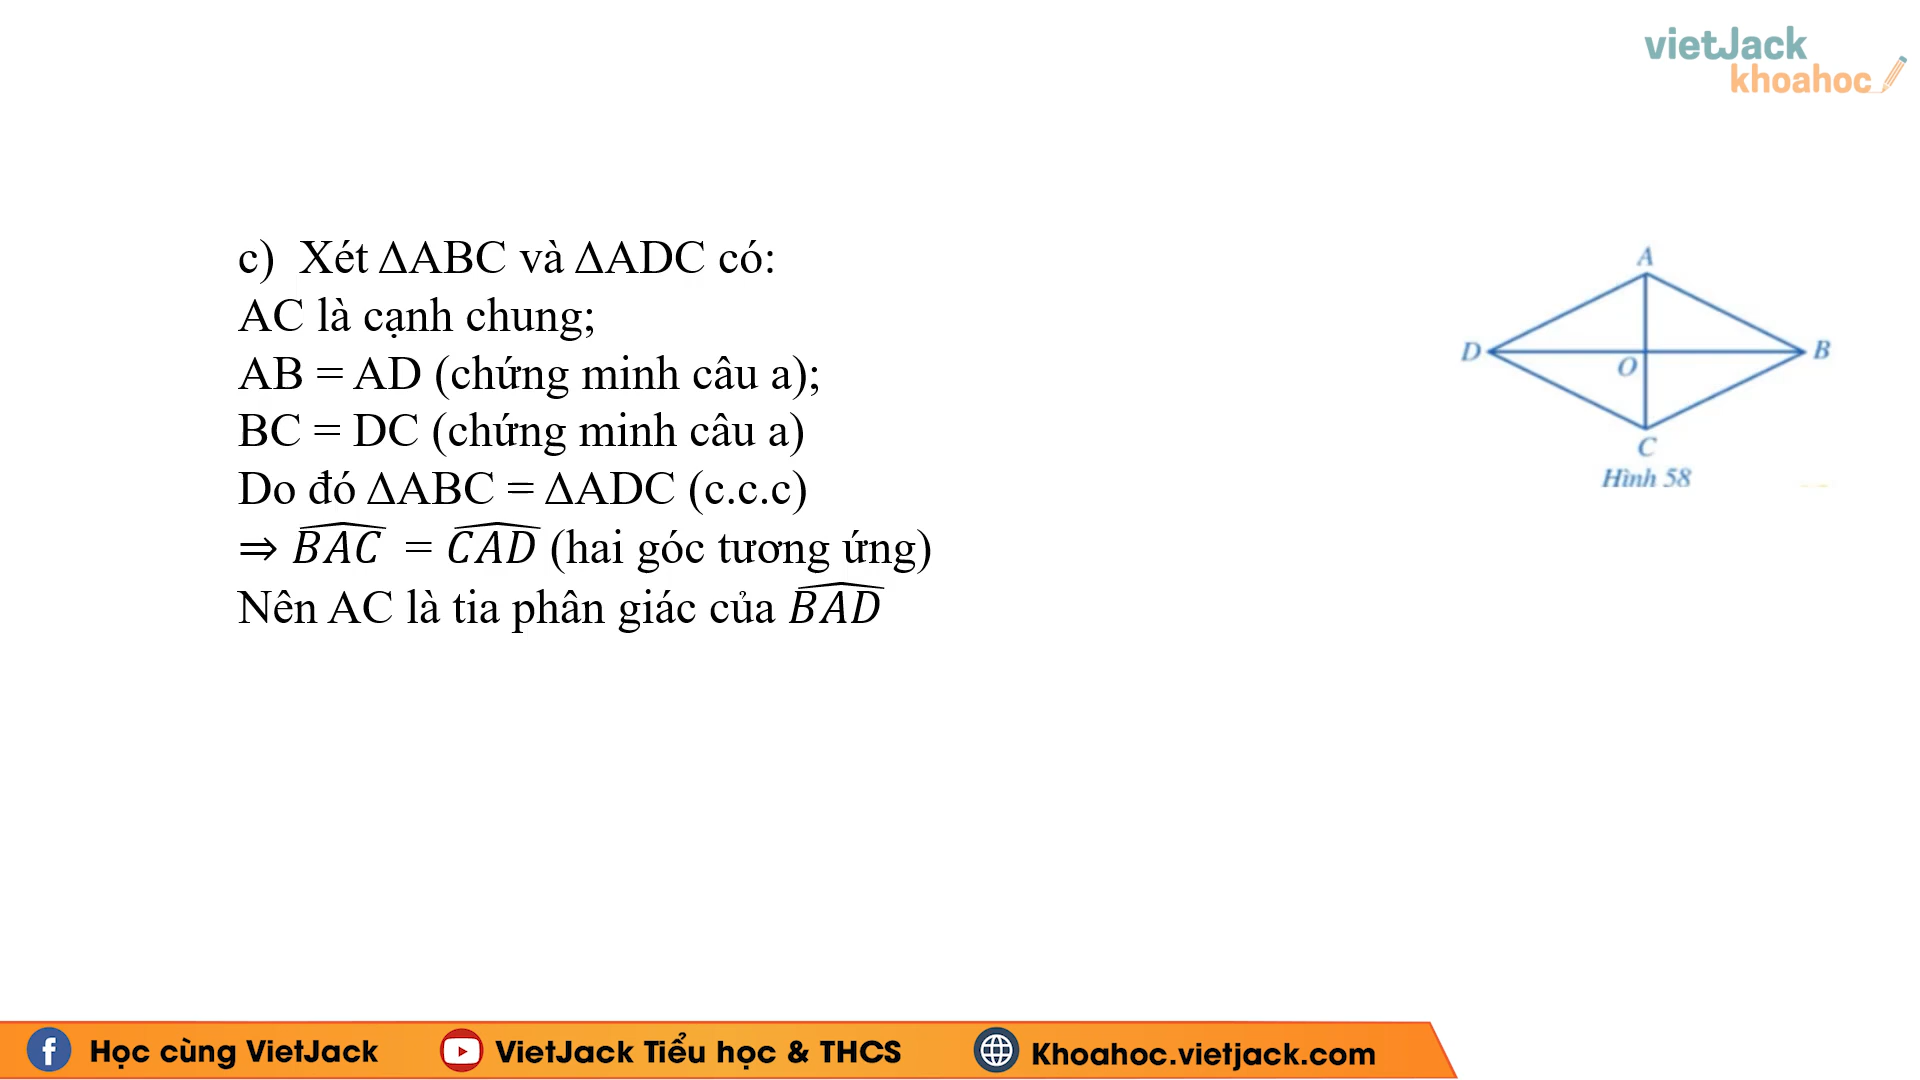 vietJack
khoahoc
c) Xét ΔABC và ΔADC có:
AC là cạnh chung;
AB = AD (chứng minh câu a);
BC = DC (chứng minh câu a)
Do đó ΔABC = ΔADC (c.c.c)
⇒ \widehat{BAC} = \widehat{CAD} (hai góc tương ứng)
Nên AC là tia phân giác của \widehat{BAD}
A
D
B
O
C
Hình 58
Học cùng VietJack
VietJack Tiểu học & THCS
Khoahoc.vietjack.com